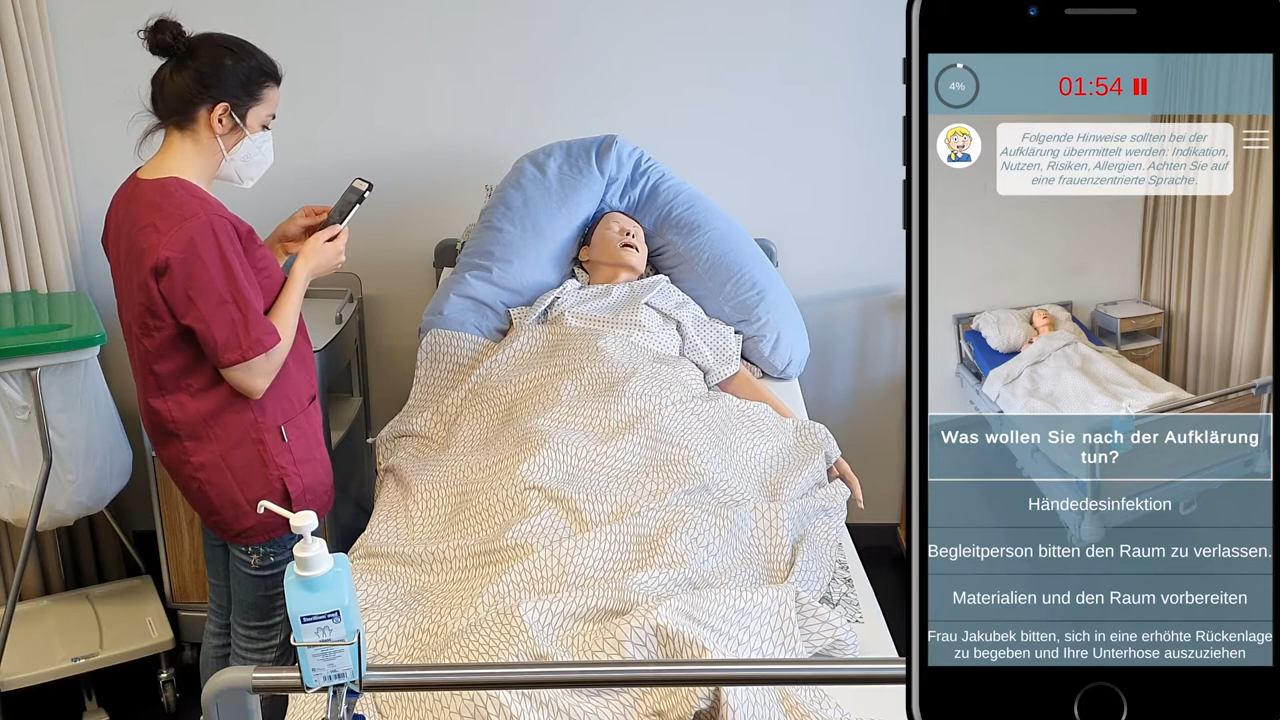 4%
01:54
Folgende Hinweise sollten bei der
Aufklärung übermittelt werden: Indikation,
Nutzen, Risiken, Allergien. Achten Sie auf
eine frauenzentrierte Sprache.
Was wollen Sie nach der Aufklärung
tun?
Händedesinfektion
Begleitperson bitten den Raum zu verlassen.
Materialien und den Raum vorbereiten
Frau Jakubek bitten, sich in eine erhöhte Rückenlage
zu begeben und Ihre Unterhose auszuziehen